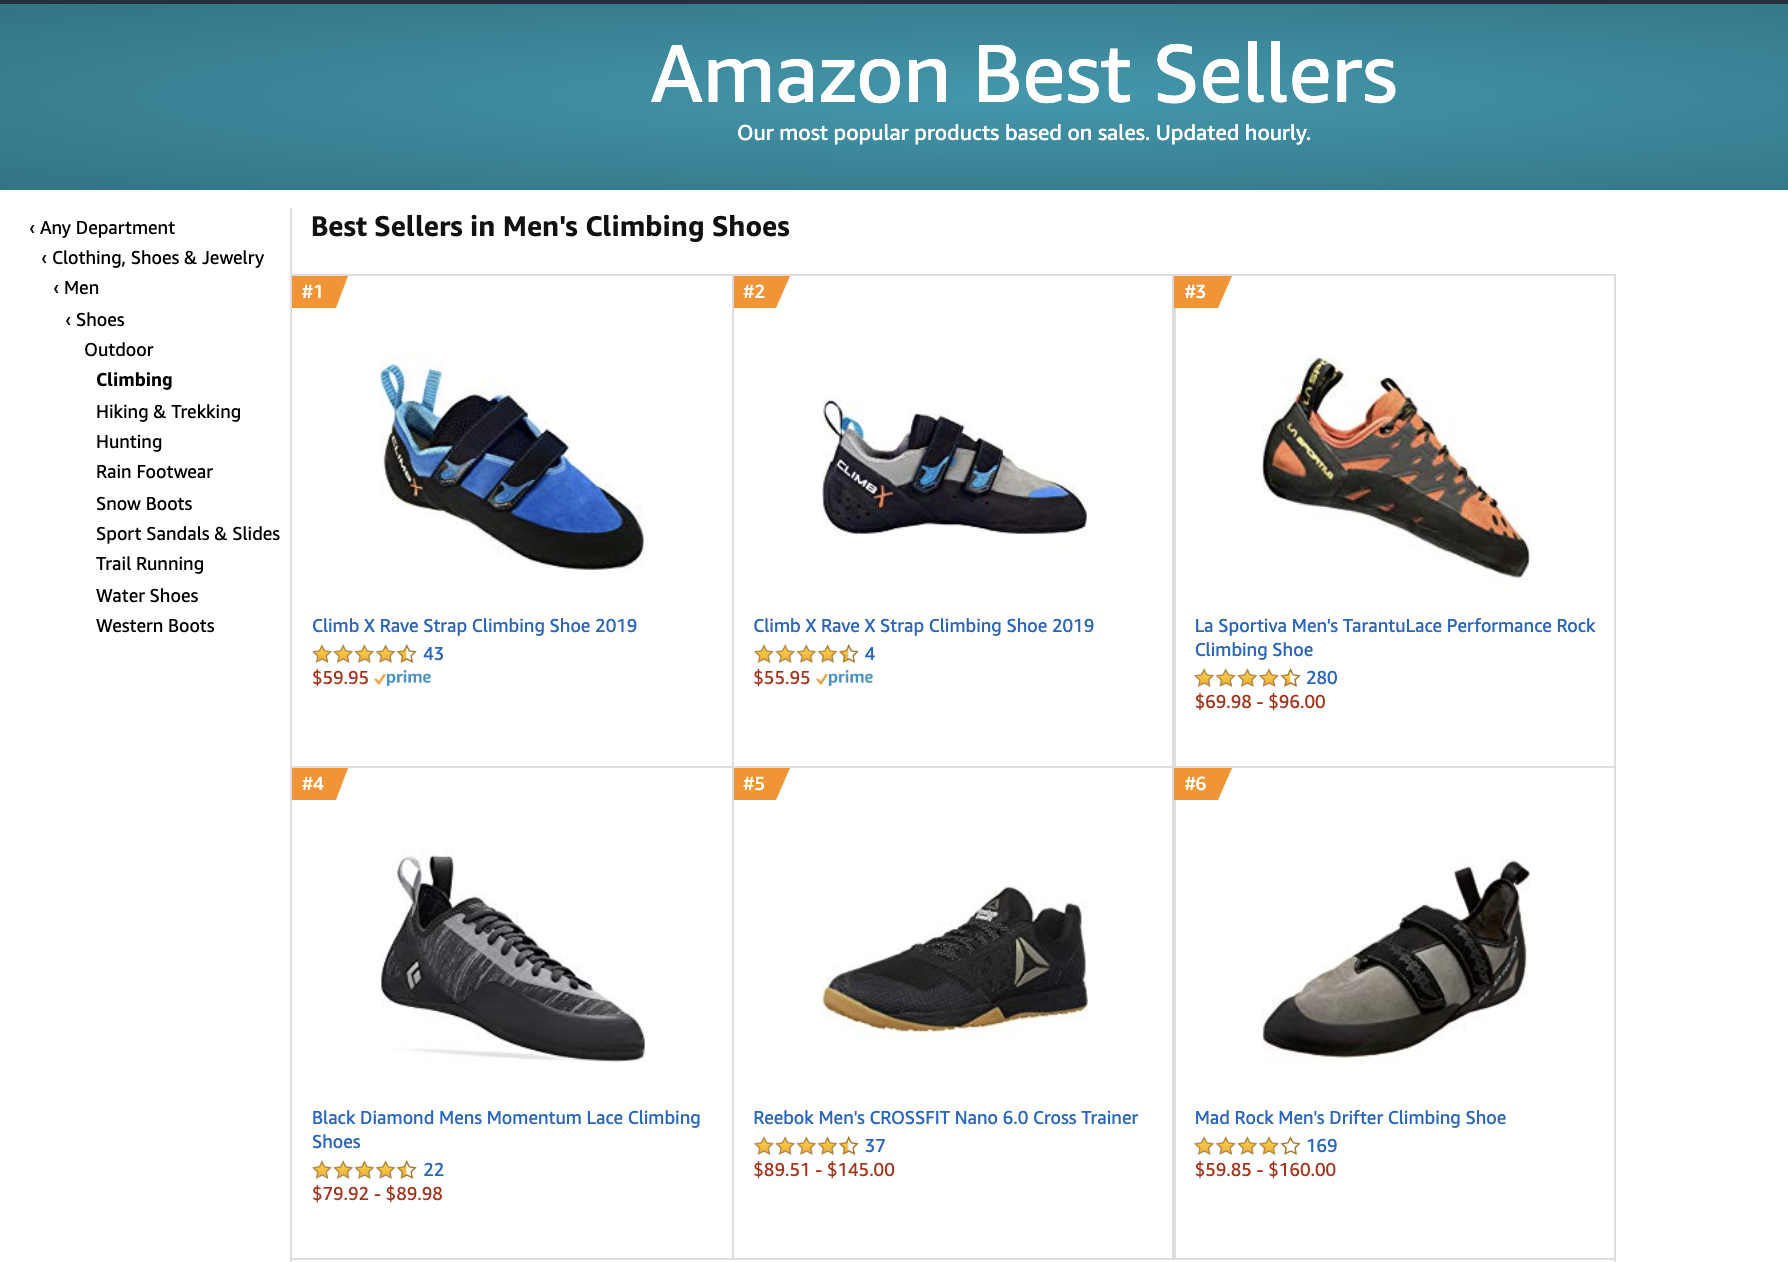 Amazon Best Sellers
Our most popular products based on sales. Updated hourly.
‹ Any Department
‹ Clothing, Shoes & Jewelry
‹ Men
‹ Shoes
Outdoor
Climbing
Hiking & Trekking
Hunting
Rain Footwear
Snow Boots
Sport Sandals & Slides
Trail Running
Water Shoes
Western Boots
Best Sellers in Men's Climbing Shoes
#1
CLIMB X
Climb X Rave Strap Climbing Shoe 2019
43
$59.95 prime
#2
CLIMB X
Climb X Rave X Strap Climbing Shoe 2019
4
$55.95 prime
#3
LA SPORTIVA
Climbing Shoe
La Sportiva Men's TarantuLace Performance Rock
Climbing Shoe
280
$69.98 - $96.00
#4
Black Diamond Mens Momentum Lace Climbing
Shoes
22
$79.92 - $89.98
#5
Reebok Men's CROSSFIT Nano 6.0 Cross Trainer
37
$89.51 - $145.00
#6
Mad Rock Men's Drifter Climbing Shoe
169
$59.85 - $160.00